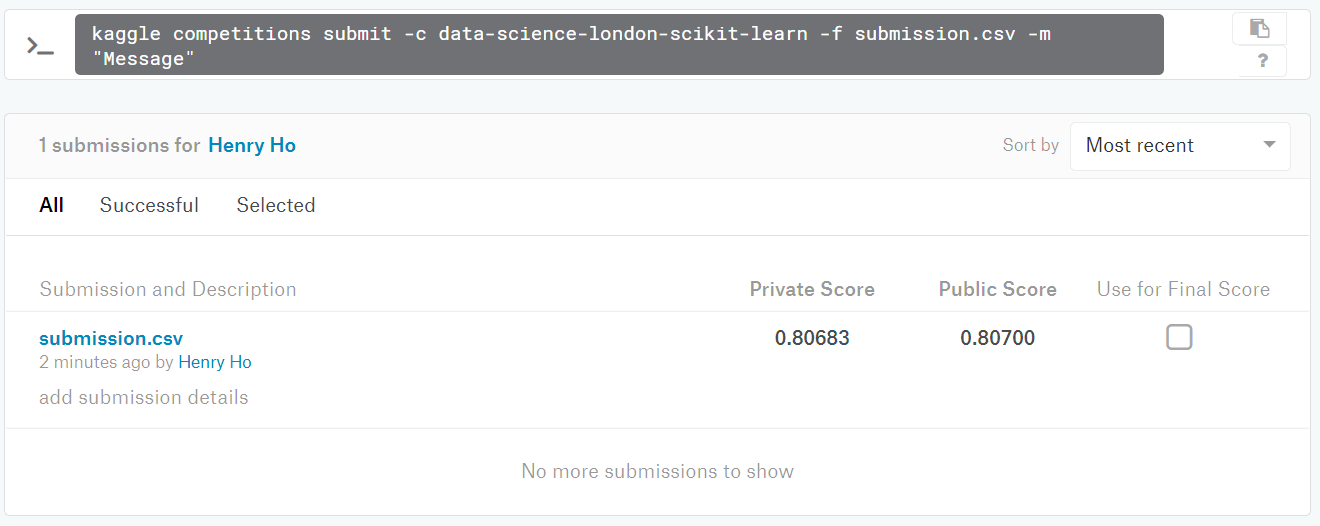 kaggle competitions submit -c data-science-london-scikit-learn -f submission.csv -m
"Message"
?
1 submissions for Henry Ho
Sort by Most recent
All Successful Selected
Submission and Description Private Score Public Score Use for Final Score
submission.csv 0.80683 0.80700
2 minutes ago by Henry Ho
add submission details
No more submissions to show